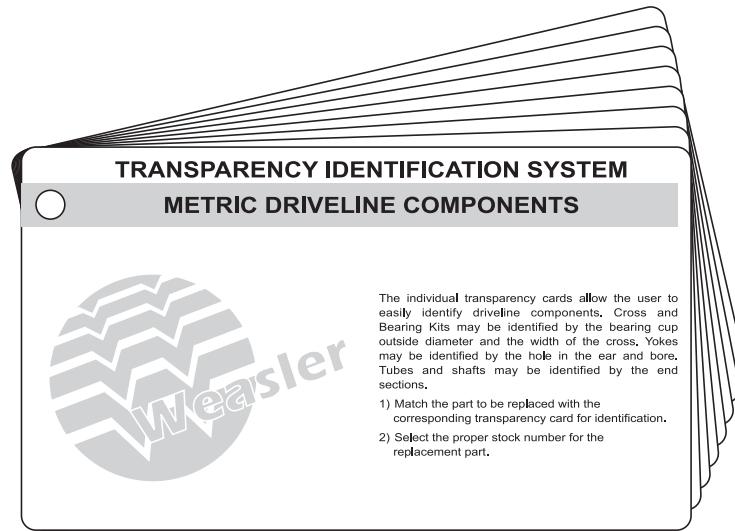 TRANSPARENCY IDENTIFICATION SYSTEM
METRIC DRIVELINE COMPONENTS
The individual transparency cards allow the user to
easily identify driveline components. Cross and
Bearing Kits may be identified by the bearing cup
outside diameter and the width of the cross. Yokes
may be identified by the hole in the ear and bore.
Tubes and shafts may be identified by the end
sections.
1) Match the part to be replaced with the
corresponding transparency card for identification.
2) Select the proper stock number for the
replacement part.
Weasler